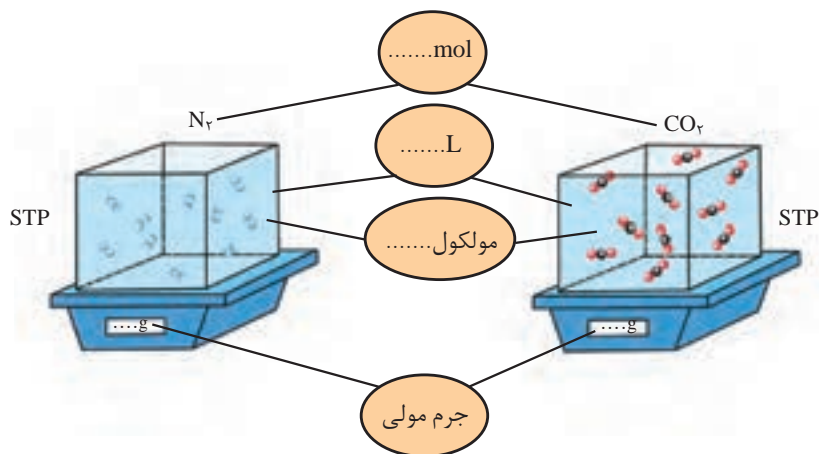 .......mol
N۲
CO۲
.......L
STP
STP
مولکول.......
....g
....g
جرم مولی